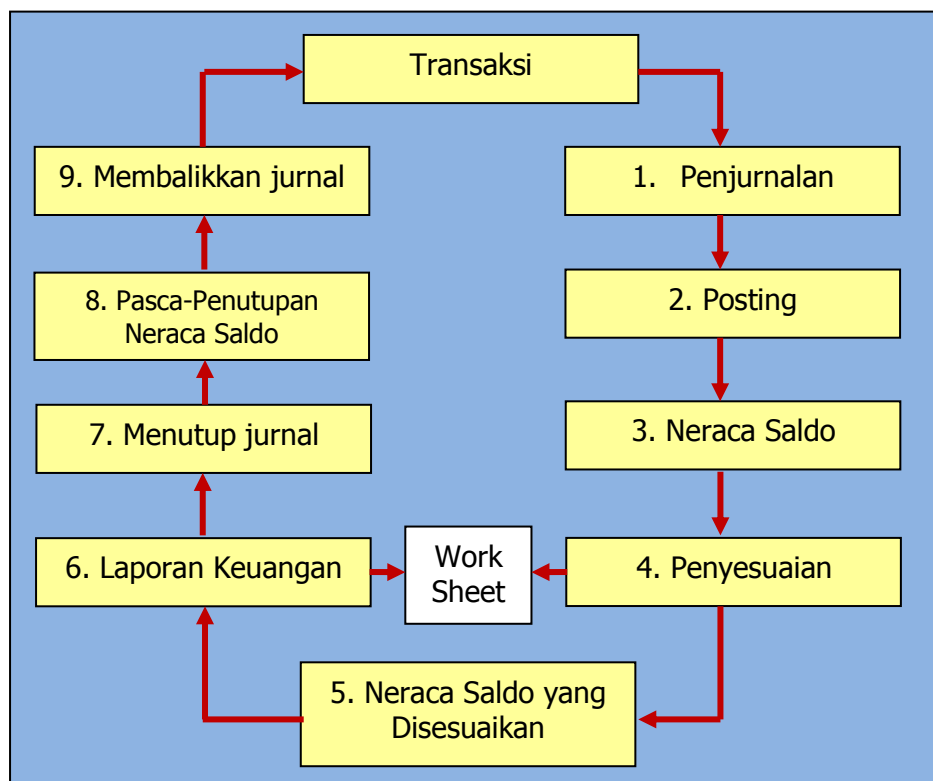 Transaksi
1. Penjurnalan
2. Posting
3. Neraca Saldo
4. Penyesuaian
5. Neraca Saldo yang
Disesuaikan
6. Laporan Keuangan
Work
Sheet
7. Menutup jurnal
8. Pasca-Penutupan
Neraca Saldo
9. Membalikkan jurnal